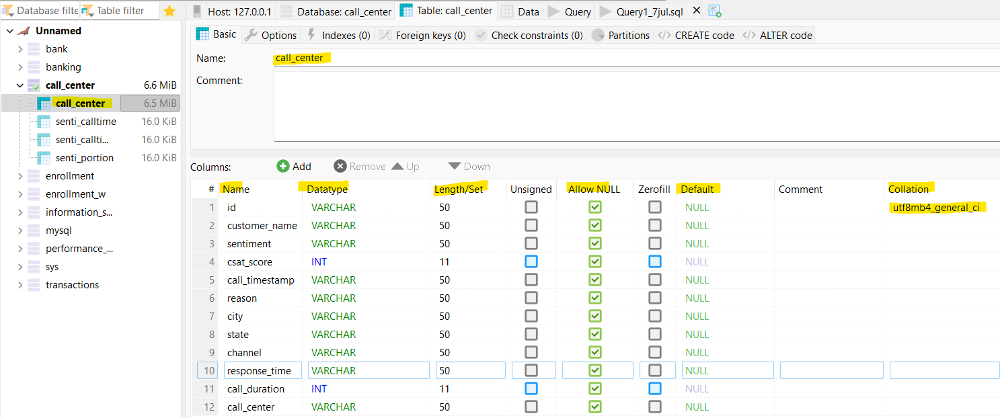 Database filte Table filter
Host: 127.0.0.1 Database: call_center Table: call_center Data Query Query1_7jul.sql
Unnamed
bank
banking
call_center 6.6 MiB
call_center 6.5 MiB
senti_calltime 16.0 KiB
senti_callti... 16.0 KiB
senti_portion 16.0 KiB
enrollment
enrollment_w
information_s...
mysql
performance_...
sys
transactions
Basic Options Indexes (0) Foreign keys (0) Check constraints (0) Partitions CREATE code ALTER code
Name: call_center
Comment:
Columns: Add Remove Up Down
# Name Datatype Length/Set Unsigned Allow NULL Zerofill Default Comment Collation
1 id VARCHAR 50 NULL utf8mb4_general_ci
2 customer_name VARCHAR 50 NULL
3 sentiment VARCHAR 50 NULL
4 csat_score INT 11 NULL
5 call_timestamp VARCHAR 50 NULL
6 reason VARCHAR 50 NULL
7 city VARCHAR 50 NULL
8 state VARCHAR 50 NULL
9 channel VARCHAR 50 NULL
10 response_time VARCHAR 50 NULL
11 call_duration INT 11 NULL
12 call_center VARCHAR 50 NULL